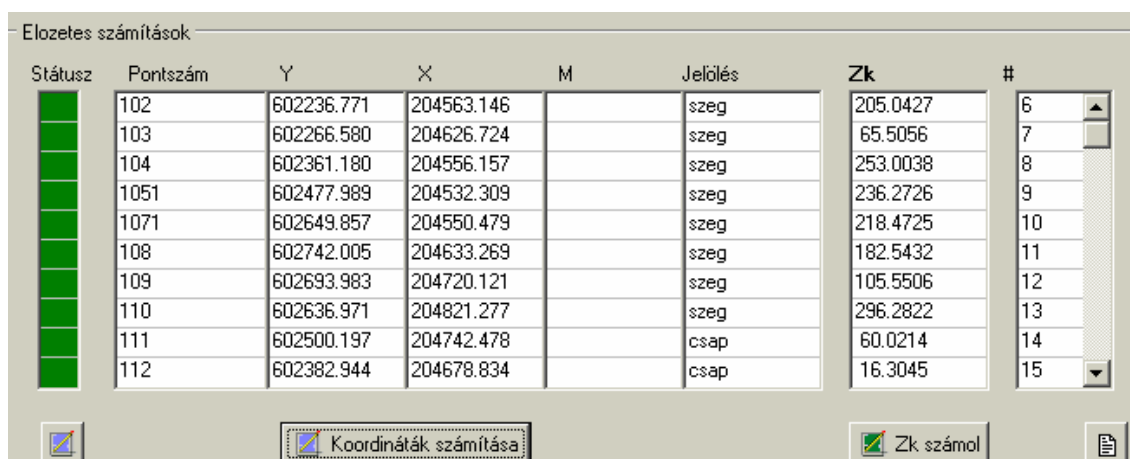 Elozetes számítások
Státusz Pontszám Y X M Jelölés Zk #
102 602236.771 204563.146 szeg 205.0427 6
103 602266.580 204626.724 szeg 65.5056 7
104 602361.180 204556.157 szeg 253.0038 8
1051 602477.989 204532.309 szeg 236.2726 9
1071 602649.857 204550.479 szeg 218.4725 10
108 602742.005 204633.269 szeg 182.5432 11
109 602693.983 204720.121 szeg 105.5506 12
110 602636.971 204821.277 szeg 296.2822 13
111 602500.197 204742.478 csap 60.0214 14
112 602382.944 204678.834 csap 16.3045 15
Koordináták számítása Zk számol